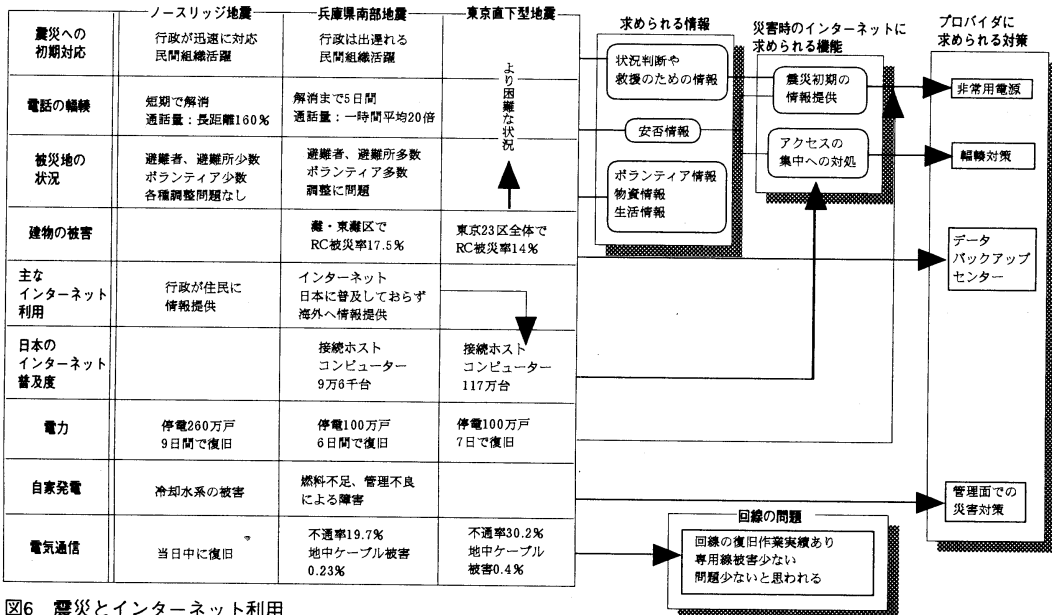 ノースリッジ地震
兵庫県南部地震
東京直下型地震
震災への
初期対応
行政が迅速に対応
民間組織活躍
行政は出遅れる
民間組織活躍
より困難な状況
電話の輻輳
短期で解消
通話量：長距離160％
解消まで5日間
通話量：一時間平均20倍
被災地の
状況
避難者、避難所少数
ボランティア少数
各種調整問題なし
避難者、避難所多数
ボランティア多数
調整に問題
建物の被害
灘・東灘区で
RC被災率17.5％
東京23区全体で
RC被災率14％
主な
インターネット
利用
行政が住民に
情報提供
インターネット
日本に普及しておらず
海外へ情報提供
日本の
インターネット
普及度
接続ホスト
コンピューター
9万6千台
接続ホスト
コンピューター
117万台
電力
停電260万戸
9日間で復旧
停電100万戸
6日間で復旧
停電100万戸
7日で復旧
自家発電
冷却水系の被害
燃料不足、管理不良
による障害
電気通信
当日中に復旧
不通率19.7％
地中ケーブル被害
0.23％
不通率30.2％
地中ケーブル
被害0.4％
求められる情報
状況判断や
救援のための情報
安否情報
ボランティア情報
物資情報
生活情報
災害時のインターネットに
求められる機能
震災初期の
情報提供
アクセスの
集中への対処
プロバイダに
求められる対策
非常用電源
輻輳対策
データ
バックアップ
センター
管理面での
災害対策
回線の問題
回線の復旧作業実績あり
専用線被害少ない
問題少ないと思われる
図6 震災とインターネット利用